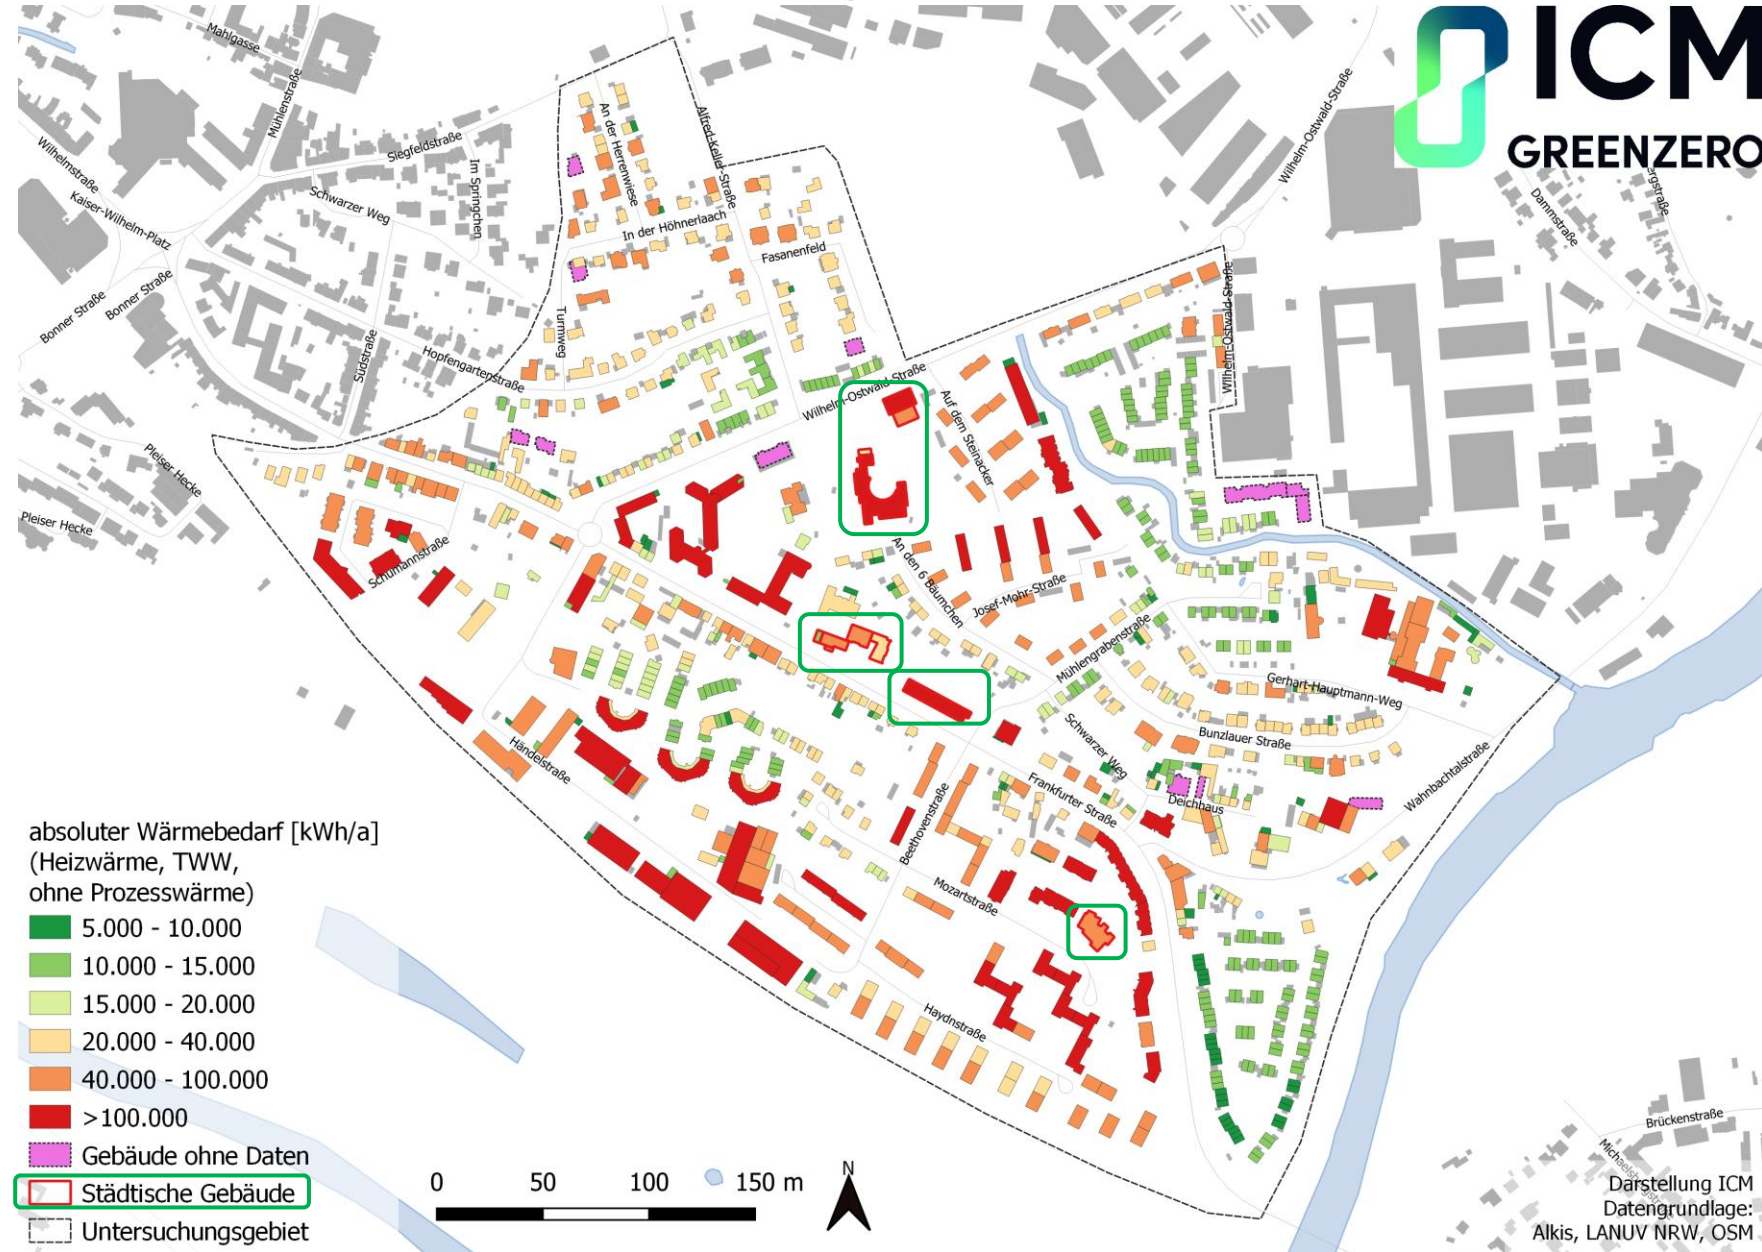 ICM
GREENZERO
Mahlgasse
Mühlenstraße
Wilhelmstraße
Kaiser-Wilhelm-Platz
Siegfeldstraße
Im Springchen
Schwarzer Weg
Bonner Straße
Bonner Straße
Südstraße
Hopfengartenstraße
Turmweg
An der Herrenwiese
Alfred-Keller-Straße
In der Höhnerlaach
Fasanenfeld
Wilhelm-Ostwald-Straße
Wilhelm-Ostwald-Straße
Wilhelm-Ostwald-Straße
Dammstraße
Pleiser Hecke
Pleiser Hecke
Schumannstraße
Auf dem Steinacker
An den 6 Bäumchen
Josef-Mohr-Straße
Mühlengrabenstraße
Gerhart-Hauptmann-Weg
Bunzlauer Straße
Wahnbachtalstraße
Schwarzer Weg
Deichhaus
Frankfurter Straße
Händelstraße
Beethovenstraße
Mozartstraße
Haydnstraße
Brückenstraße
absoluter Wärmebedarf [kWh/a]
(Heizwärme, TWW,
ohne Prozesswärme)
5.000 - 10.000
10.000 - 15.000
15.000 - 20.000
20.000 - 40.000
40.000 - 100.000
>100.000
Gebäude ohne Daten
Städtische Gebäude
Untersuchungsgebiet
0 50 100 150 m
N
Darstellung ICM
Datengrundlage:
Alkis, LANUV NRW, OSM